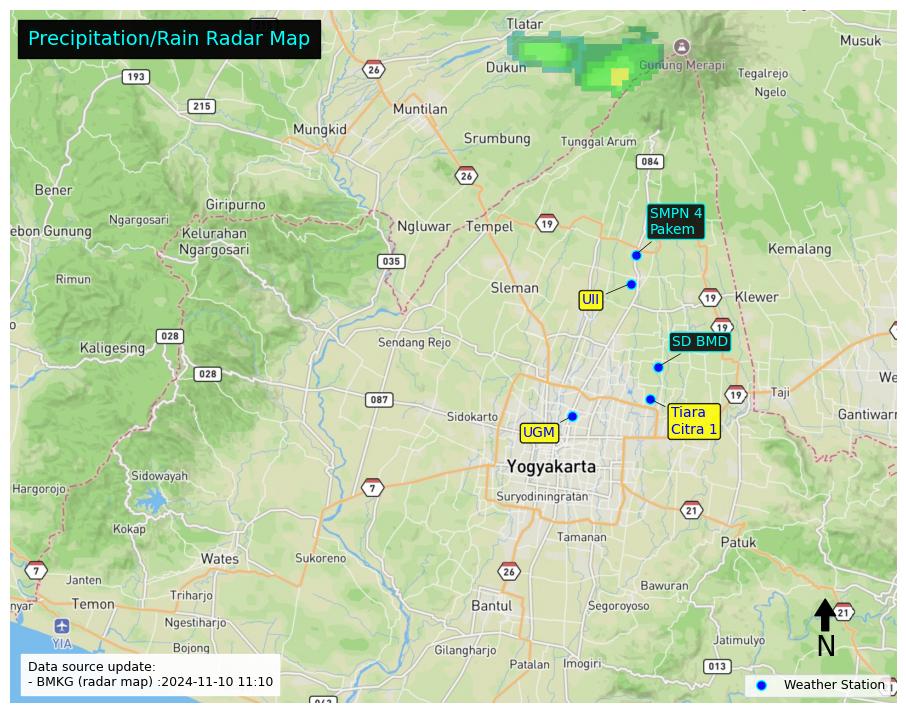 Precipitation/Rain Radar Map
Tlatar
Musuk
26
193
Dukun
Gunung Merapi
Tegalrejo
Ngelo
215
Muntilan
Mungkid
Srumbung
Tunggal Arum
084
26
Bener
Giripurno
SMPN 4
Pakem
Ngargosari
Ngluwar
Tempel
19
ebon Gunung
Kelurahan
Ngargosari
Kemalang
035
Rimun
Sleman
UII
19
Klewer
19
028
Sendang Rejo
SD BMD
Kaligesing
We
028
087
19
Taji
Sidokarto
Tiara
Citra 1
Gantiwarn
UGM
Yogyakarta
Sidowayah
7
Hargorojo
Suryodiningratan
21
Kokap
Tamanan
Patuk
Wates
Sukoreno
7
26
Janten
Bawuran
Triharjo
nyar
Temon
Bantul
Segoroyoso
21
Ngestiharjo
YIA
Jatimulyo
N
Bojong
Gilangharjo
Patalan
Imogiri
013
Data source update:
- BMKG (radar map) :2024-11-10 11:10
Weather Station